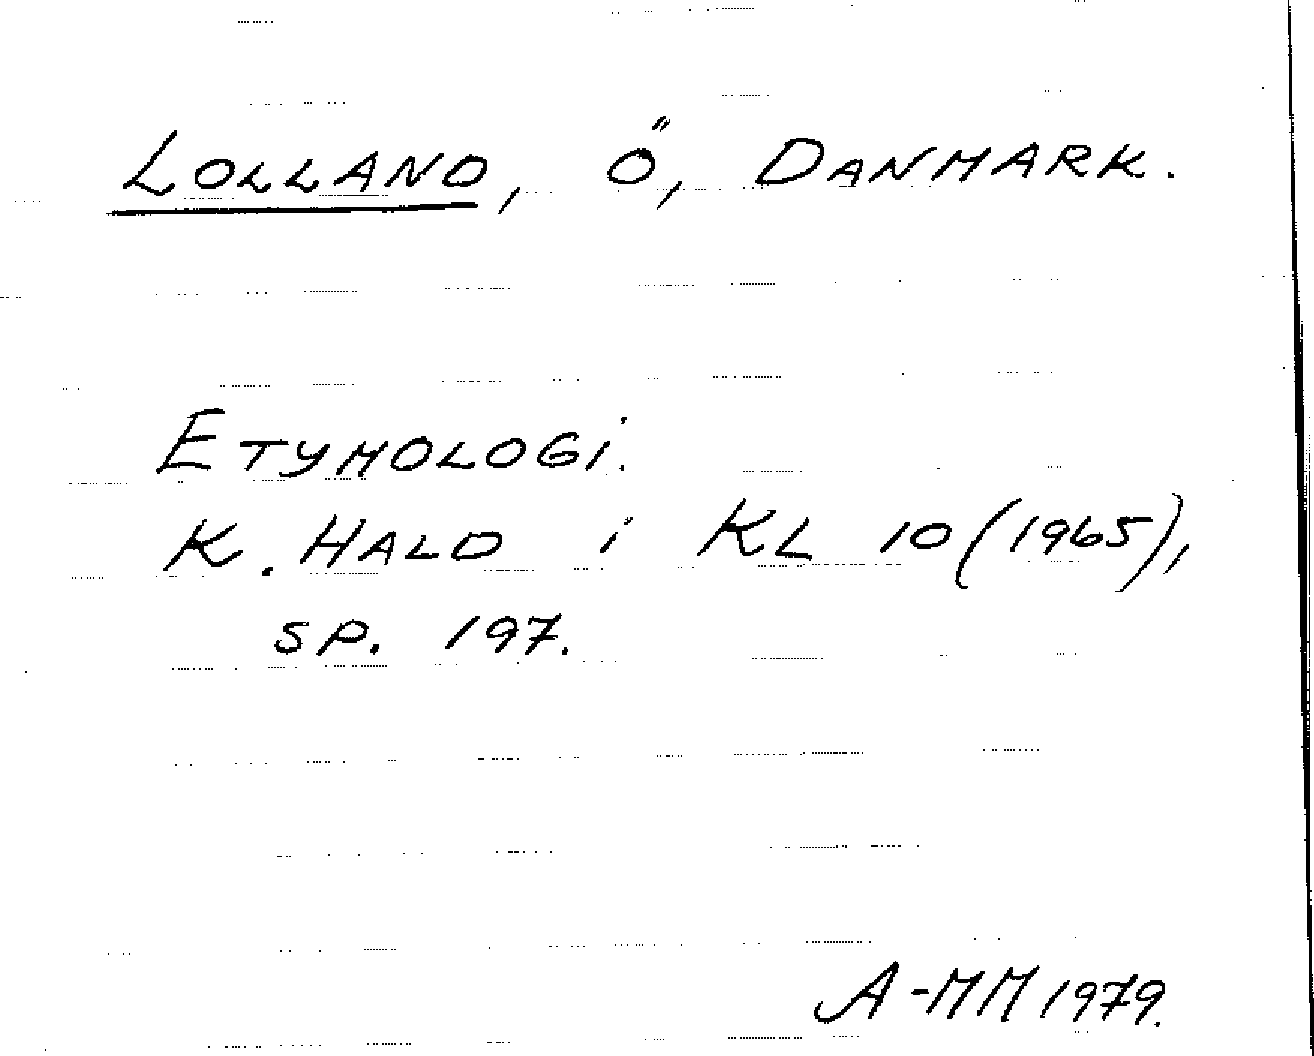 LOLLAND, Ö, DANMARK.
ETYMOLOGI.
K. HALD i KL 10 (1965),
SP. 197.
A-MM 1979.